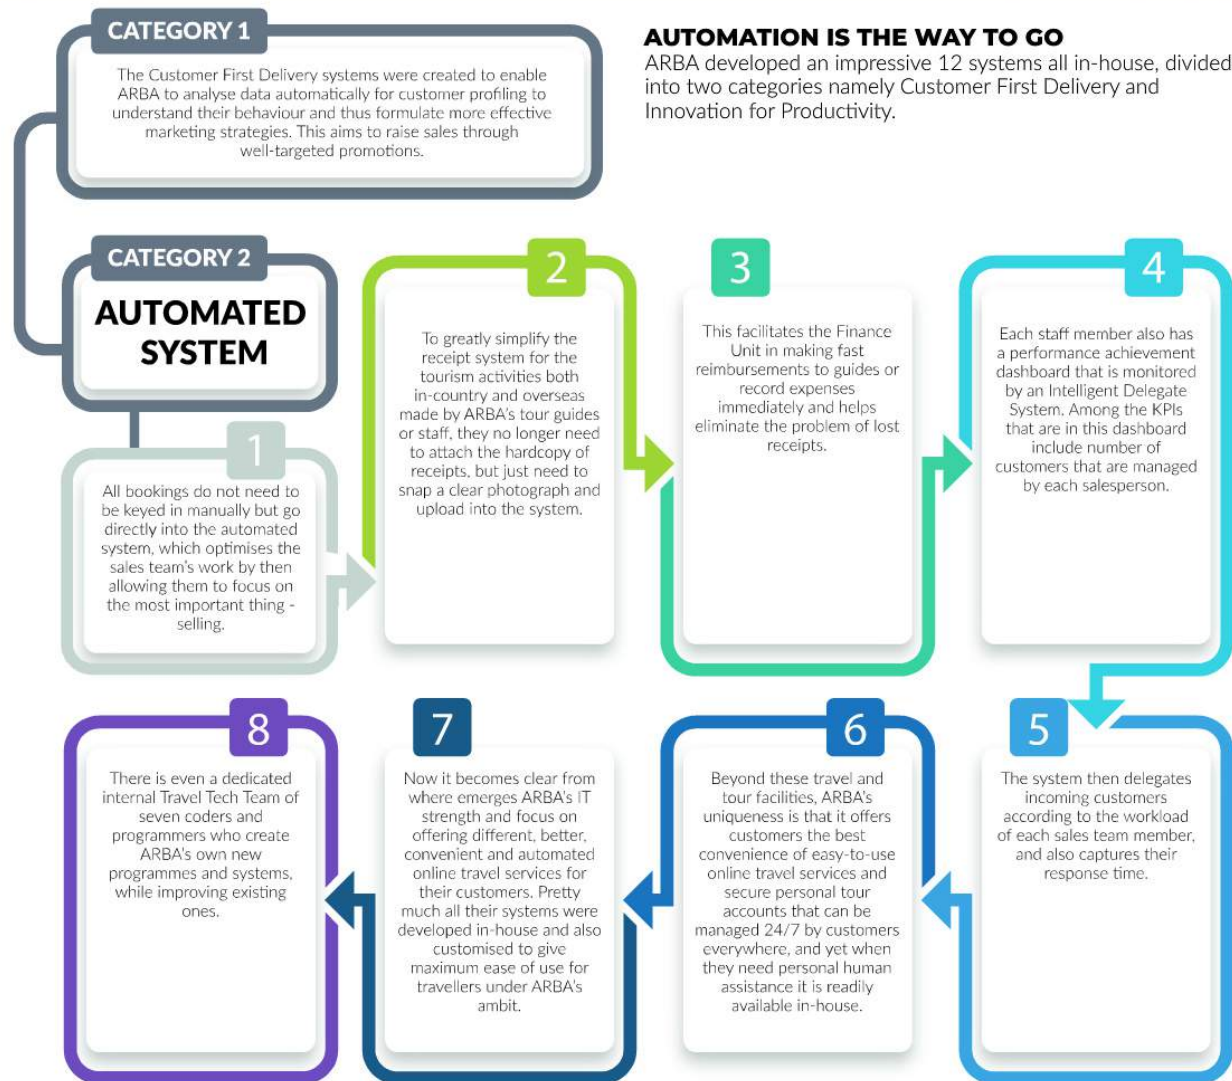 CATEGORY 1
The Customer First Delivery systems were created to enable
ARBA to analyse data automatically for customer profiling to
understand their behaviour and thus formulate more effective
marketing strategies. This aims to raise sales through
well-targeted promotions.
AUTOMATION IS THE WAY TO GO
ARBA developed an impressive 12 systems all in-house, divided
into two categories namely Customer First Delivery and
Innovation for Productivity.
CATEGORY 2
AUTOMATED
SYSTEM
1
All bookings do not need to
be keyed in manually but go
directly into the automated
system, which optimises the
sales team's work by then
allowing them to focus on
the most important thing -
selling.
2
To greatly simplify the
receipt system for the
tourism activities both
in-country and overseas
made by ARBA's tour guides
or staff, they no longer need
to attach the hardcopy of
receipts, but just need to
snap a clear photograph and
upload into the system.
3
This facilitates the Finance
Unit in making fast
reimbursements to guides or
record expenses
immediately and helps
eliminate the problem of lost
receipts.
4
Each staff member also has
a performance achievement
dashboard that is monitored
by an Intelligent Delegate
System. Among the KPIs
that are in this dashboard
include number of
customers that are managed
by each salesperson.
5
The system then delegates
incoming customers
according to the workload
of each sales team member,
and also captures their
response time.
6
Beyond these travel and
tour facilities, ARBA's
uniqueness is that it offers
customers the best
convenience of easy-to-use
online travel services and
secure personal tour
accounts that can be
managed 24/7 by customers
everywhere, and yet when
they need personal human
assistance it is readily
available in-house.
7
Now it becomes clear from
where emerges ARBA's IT
strength and focus on
offering different, better,
convenient and automated
online travel services for
their customers. Pretty
much all their systems were
developed in-house and also
customised to give
maximum ease of use for
travellers under ARBA's
ambit.
8
There is even a dedicated
internal Travel Tech Team of
seven coders and
programmers who create
ARBA's own new
programmes and systems,
while improving existing
ones.